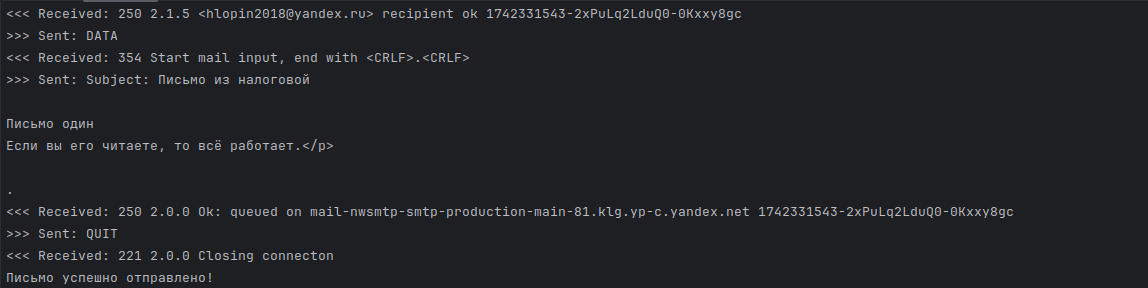 <<< Received: 250 2.1.5 <hlopin2018@yandex.ru> recipient ok 1742331543-2xPuLq2LduQ0-0Kxxy8gc
>>> Sent: DATA
<<< Received: 354 Start mail input, end with <CRLF>.<CRLF>
>>> Sent: Subject: Письмо из налоговой
Письмо один
Если вы его читаете, то всё работает.</p>
.
<<< Received: 250 2.0.0 Ok: queued on mail-nwsmtp-smtp-production-main-81.klg.yp-c.yandex.net 1742331543-2xPuLq2LduQ0-0Kxxy8gc
>>> Sent: QUIT
<<< Received: 221 2.0.0 Closing connecton
Письмо успешно отправлено!